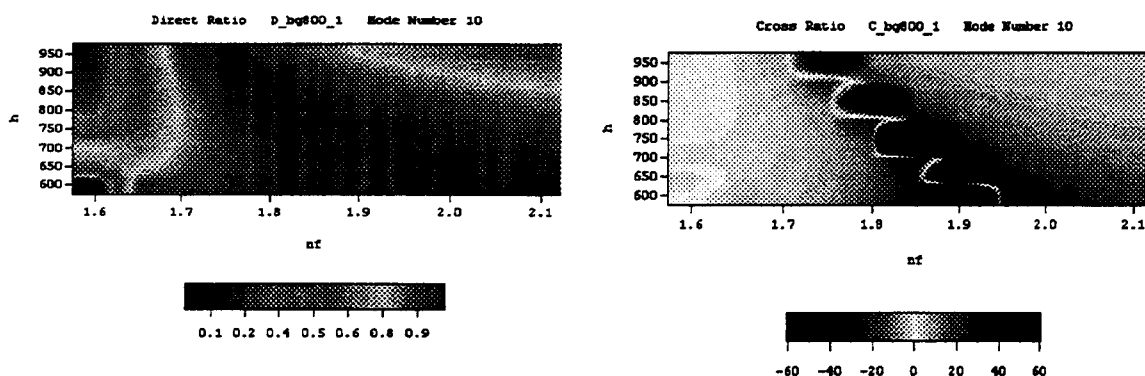 Direct Ratio D_bg800_1 Mode Number 10
950
900
850
800
750
700
650
600
h
1.6 1.7 1.8 1.9 2.0 2.1
nf
0.1 0.2 0.4 0.5 0.6 0.8 0.9
Cross Ratio C_bg800_1 Mode Number 10
950
900
850
800
750
700
650
600
h
1.6 1.7 1.8 1.9 2.0 2.1
nf
-60 -40 -20 0 20 40 60